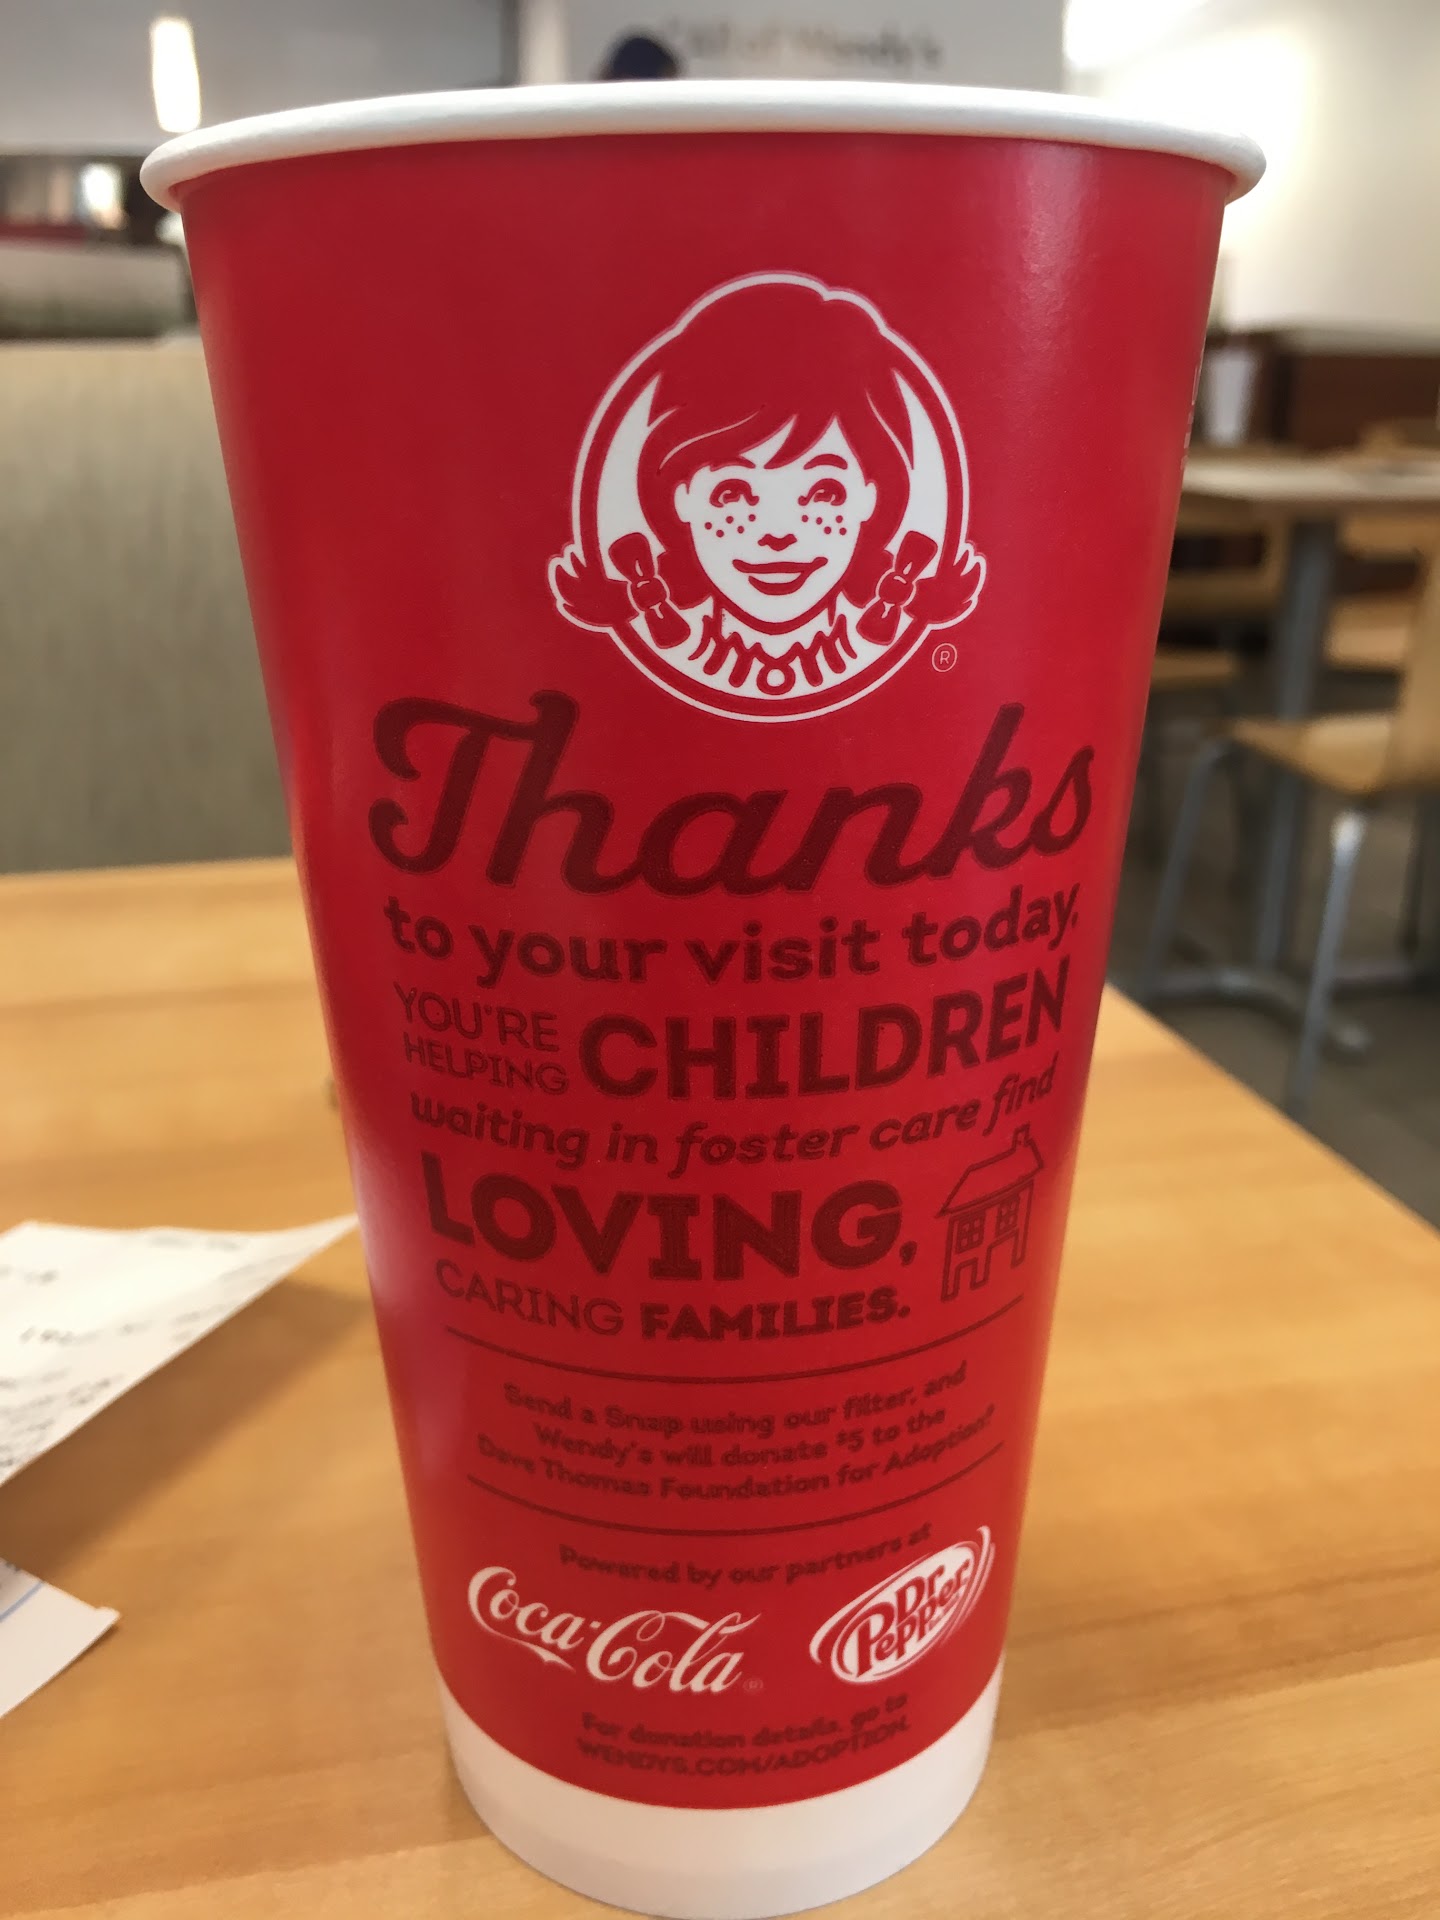 mom
®
Thanks
to your visit today,
YOU'RE
HELPING CHILDREN
waiting in foster care find
LOVING,
CARING FAMILIES.
Send a Snap using our filter, and
Wendy's will donate $5 to the
Dave Thomas Foundation for Adoption.
Powered by our partners at
Coca-Cola ®
Dr Pepper
For donation details, go to
WENDYS.COM/ADOPTION.